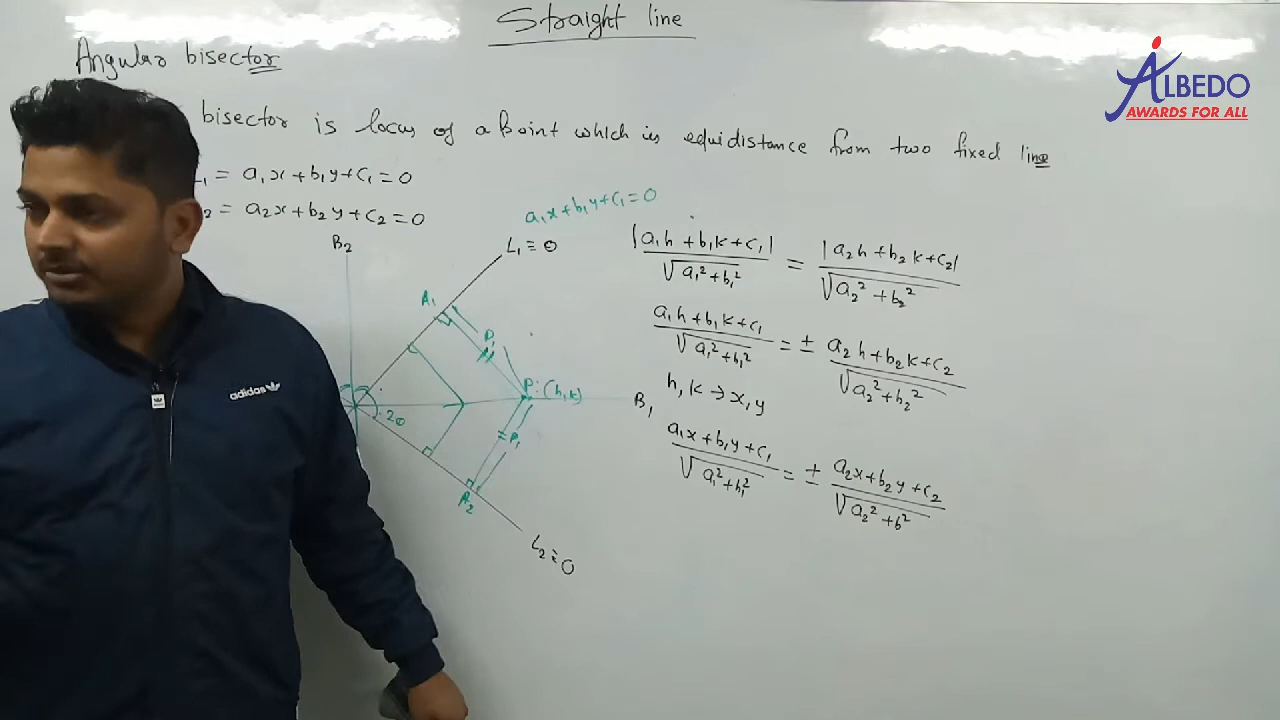 Straight line
Angular bisector
bisector is locus of a Point which is equidistance from two fixed line
L₁ = a₁x + b₁y + c₁ = 0
₂ = a₂x + b₂y + c₂ = 0
a₁x + b₁y + c₁ = 0
B₂
L₁ ≡ 0
A₁
P₁
P: (h,k)
B₁
2θ
= P₁
A₂
L₂ ≡ 0
|a₁h + b₁k + c₁| / √a₁² + b₁² = |a₂h + b₂k + c₂| / √a₂² + b₂²
a₁h + b₁k + c₁ / √a₁² + b₁² = ± a₂h + b₂k + c₂ / √a₂² + b₂²
h, k → x, y
a₁x + b₁y + c₁ / √a₁² + b₁² = ± a₂x + b₂y + c₂ / √a₂² + b²
ALBEDO
AWARDS FOR ALL
adidas